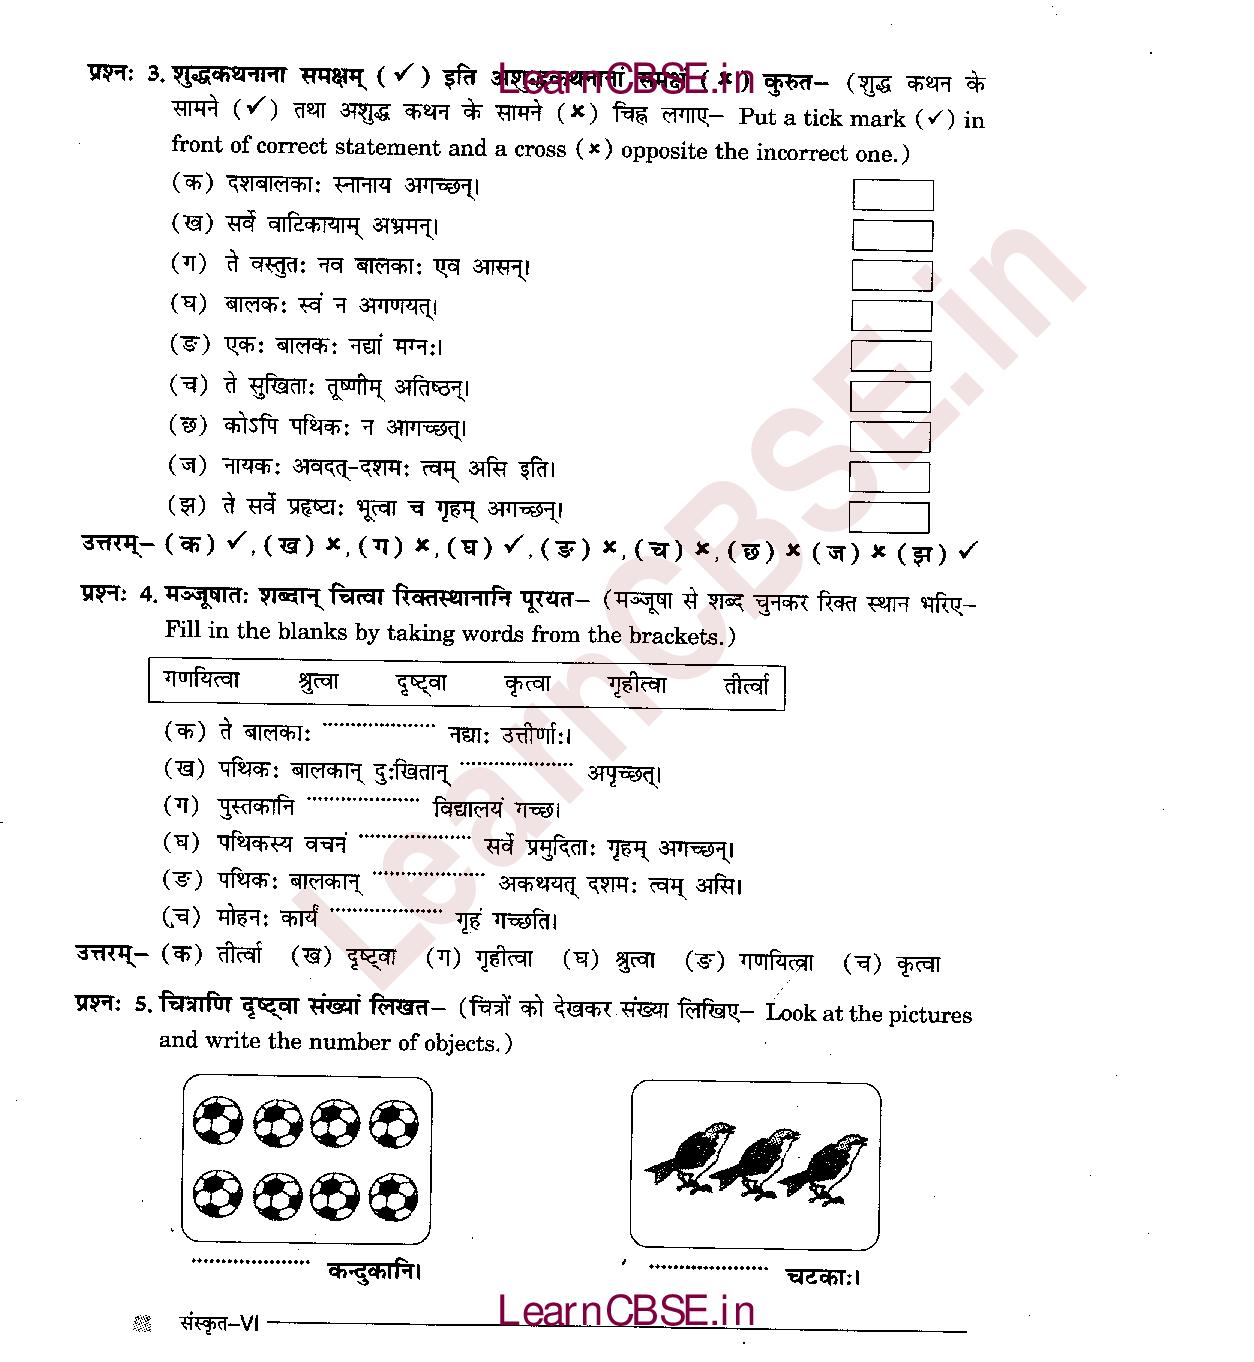 प्रश्नः 3. शुद्धकथनाना समक्षम् (✓) इति अशुद्धकथनानां समक्षं (×) कुरुत– (शुद्ध कथन के
LearnCBSE.in
सामने (✓) तथा अशुद्ध कथन के सामने (×) चिह्न लगाए– Put a tick mark (✓) in
front of correct statement and a cross (×) opposite the incorrect one.)
(क) दशबालकाः स्नानाय अगच्छन्।
(ख) सर्वे वाटिकायाम् अभ्रमन्।
(ग) ते वस्तुतः नव बालकाः एव आसन्।
(घ) बालकः स्वं न अगणयत्।
(ङ) एकः बालकः नद्यां मग्नः।
(च) ते सुखिताः तूष्णीम् अतिष्ठन्।
(छ) कोऽपि पथिकः न आगच्छत्।
(ज) नायकः अवदत्-दशमः त्वम् असि इति।
(झ) ते सर्वे प्रहृष्टाः भूत्वा च गृहम् अगच्छन्।
उत्तरम्– (क) ✓, (ख) ×, (ग) ×, (घ) ✓, (ङ) ×, (च) ×, (छ) × (ज) × (झ) ✓
प्रश्नः 4. मञ्जूषातः शब्दान् चित्वा रिक्तस्थानानि पूरयत– (मञ्जूषा से शब्द चुनकर रिक्त स्थान भरिए–
Fill in the blanks by taking words from the brackets.)
गणयित्वा श्रुत्वा दृष्ट्वा कृत्वा गृहीत्वा तीर्त्वा
(क) ते बालकाः ................... नद्याः उत्तीर्णाः।
(ख) पथिकः बालकान् दुःखितान् ................... अपृच्छत्।
(ग) पुस्तकानि ................... विद्यालयं गच्छ।
(घ) पथिकस्य वचनं ................... सर्वे प्रमुदिताः गृहम् अगच्छन्।
(ङ) पथिकः बालकान् ................... अकथयत् दशमः त्वम् असि।
(च) मोहनः कार्यं ................... गृहं गच्छति।
उत्तरम्– (क) तीर्त्वा (ख) दृष्ट्वा (ग) गृहीत्वा (घ) श्रुत्वा (ङ) गणयित्वा (च) कृत्वा
प्रश्नः 5. चित्राणि दृष्ट्वा संख्यां लिखत– (चित्रों को देखकर संख्या लिखिए– Look at the pictures
and write the number of objects.)
.................... कन्दुकानि। .................... चटकाः।
संस्कृत–VI
LearnCBSE.in
LearnCBSE.in